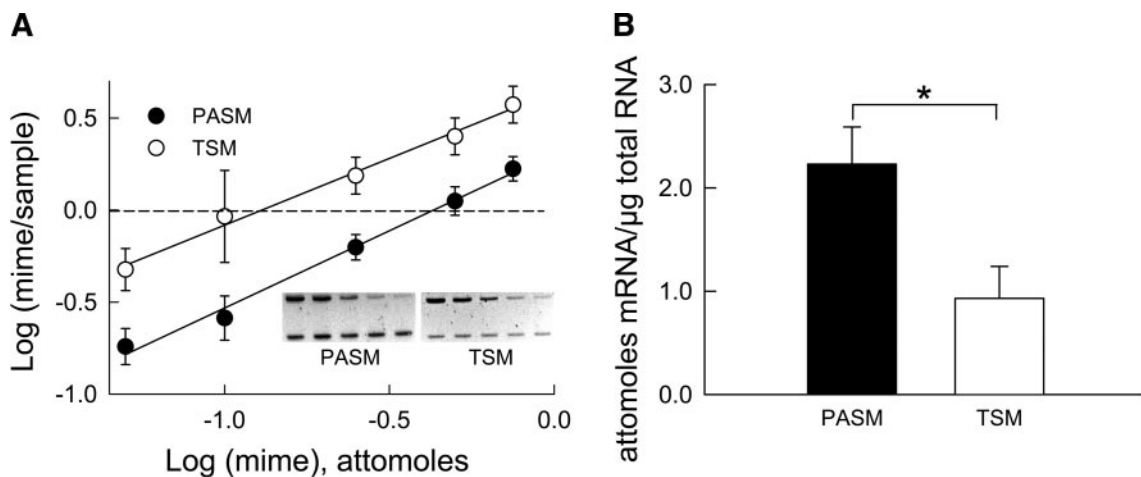 A
Log (mime/sample)
0.5
0.0
-0.5
-1.0
PASM
TSM
PASM TSM
-1.0 -0.5 0.0
Log (mime), attomoles
B
attomoles mRNA/µg total RNA
3.0
2.0
1.0
0.0
*
PASM TSM